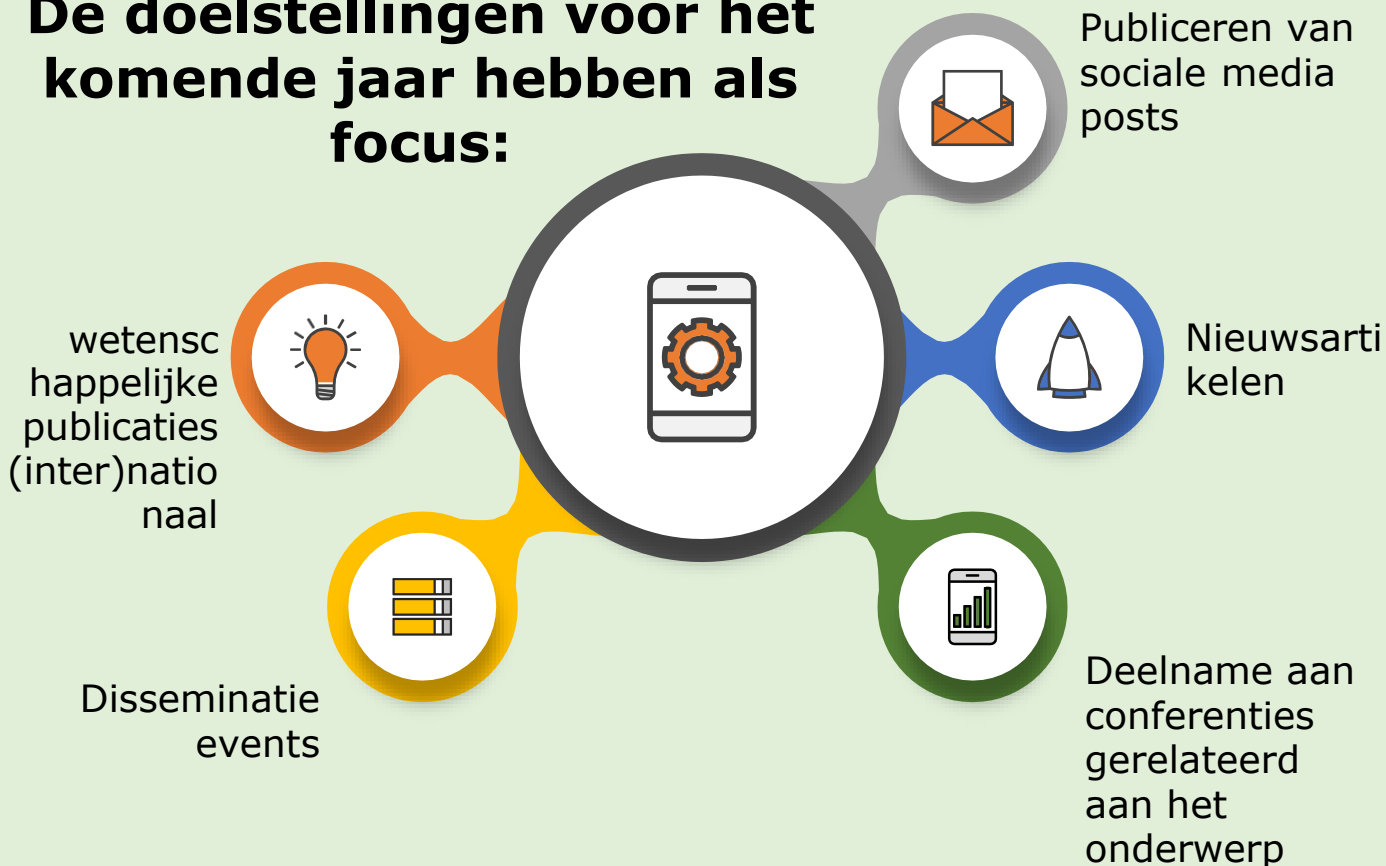 De doelstellingen voor het
komende jaar hebben als
focus:
Publiceren van
sociale media
posts
wetensc
happelijke
publicaties
(inter)natio
naal
Nieuwsarti
kelen
Disseminatie
events
Deelname aan
conferenties
gerelateerd
aan het
onderwerp